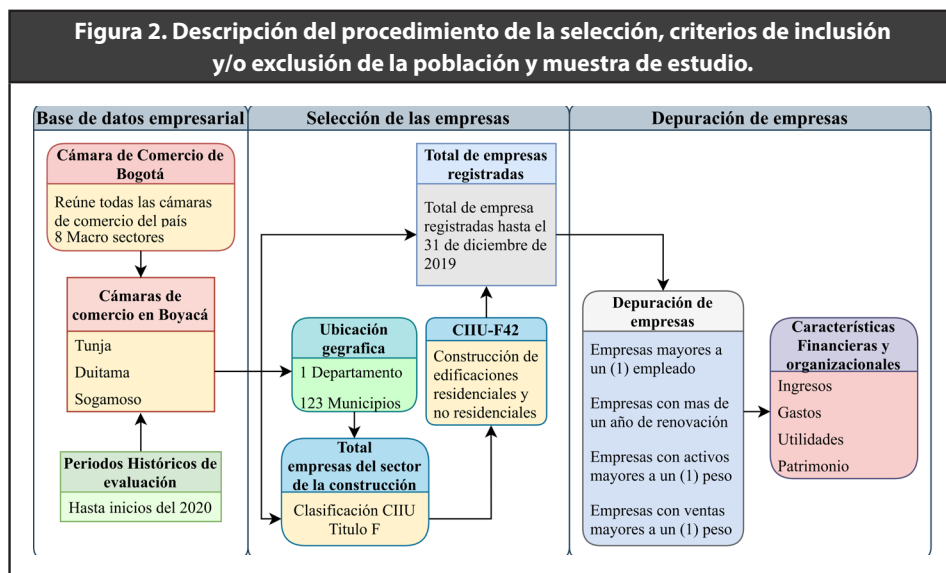 Figura 2. Descripción del procedimiento de la selección, criterios de inclusión
y/o exclusión de la población y muestra de estudio.
Base de datos empresarial
Cámara de Comercio de
Bogotá
Reúne todas las cámaras
de comercio del país
8 Macro sectores
Cámaras de
comercio en Boyacá
Tunja
Duitama
Sogamoso
Periodos Históricos de
evaluación
Hasta inicios del 2020
Selección de las empresas
Total de empresas
registradas
Total de empresa
registradas hasta el
31 de diciembre de
2019
Ubicación
gegrafica
1 Departamento
123 Municipios
CIIU-F42
Construcción de
edificaciones
residenciales y
no residenciales
Total
empresas del sector
de la construcción
Clasificación CIIU
Titulo F
Depuración de empresas
Depuración de
empresas
Empresas mayores a
un (1) empleado
Empresas con mas de
un año de renovación
Empresas con activos
mayores a un (1) peso
Empresas con ventas
mayores a un (1) peso
Características
Financieras y
organizacionales
Ingresos
Gastos
Utilidades
Patrimonio